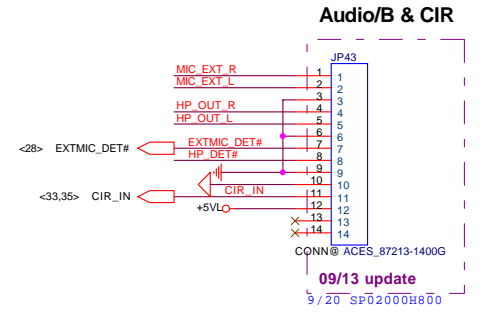 Audio/B & CIR
JP43
MIC_EXT_R 1 1
MIC_EXT_L 2 2
3 3
HP_OUT_R 4 4
HP_OUT_L 5 5
6 6
<28> EXTMIC_DET# EXTMIC_DET# 7 7
HP_DET# 8 8
9 9
10 10
<33,35> CIR_IN CIR_IN 11 11
+5VL 12 12
13 13
14 14
CONN@ ACES_87213-1400G
09/13 update
9/20 SP02000H800